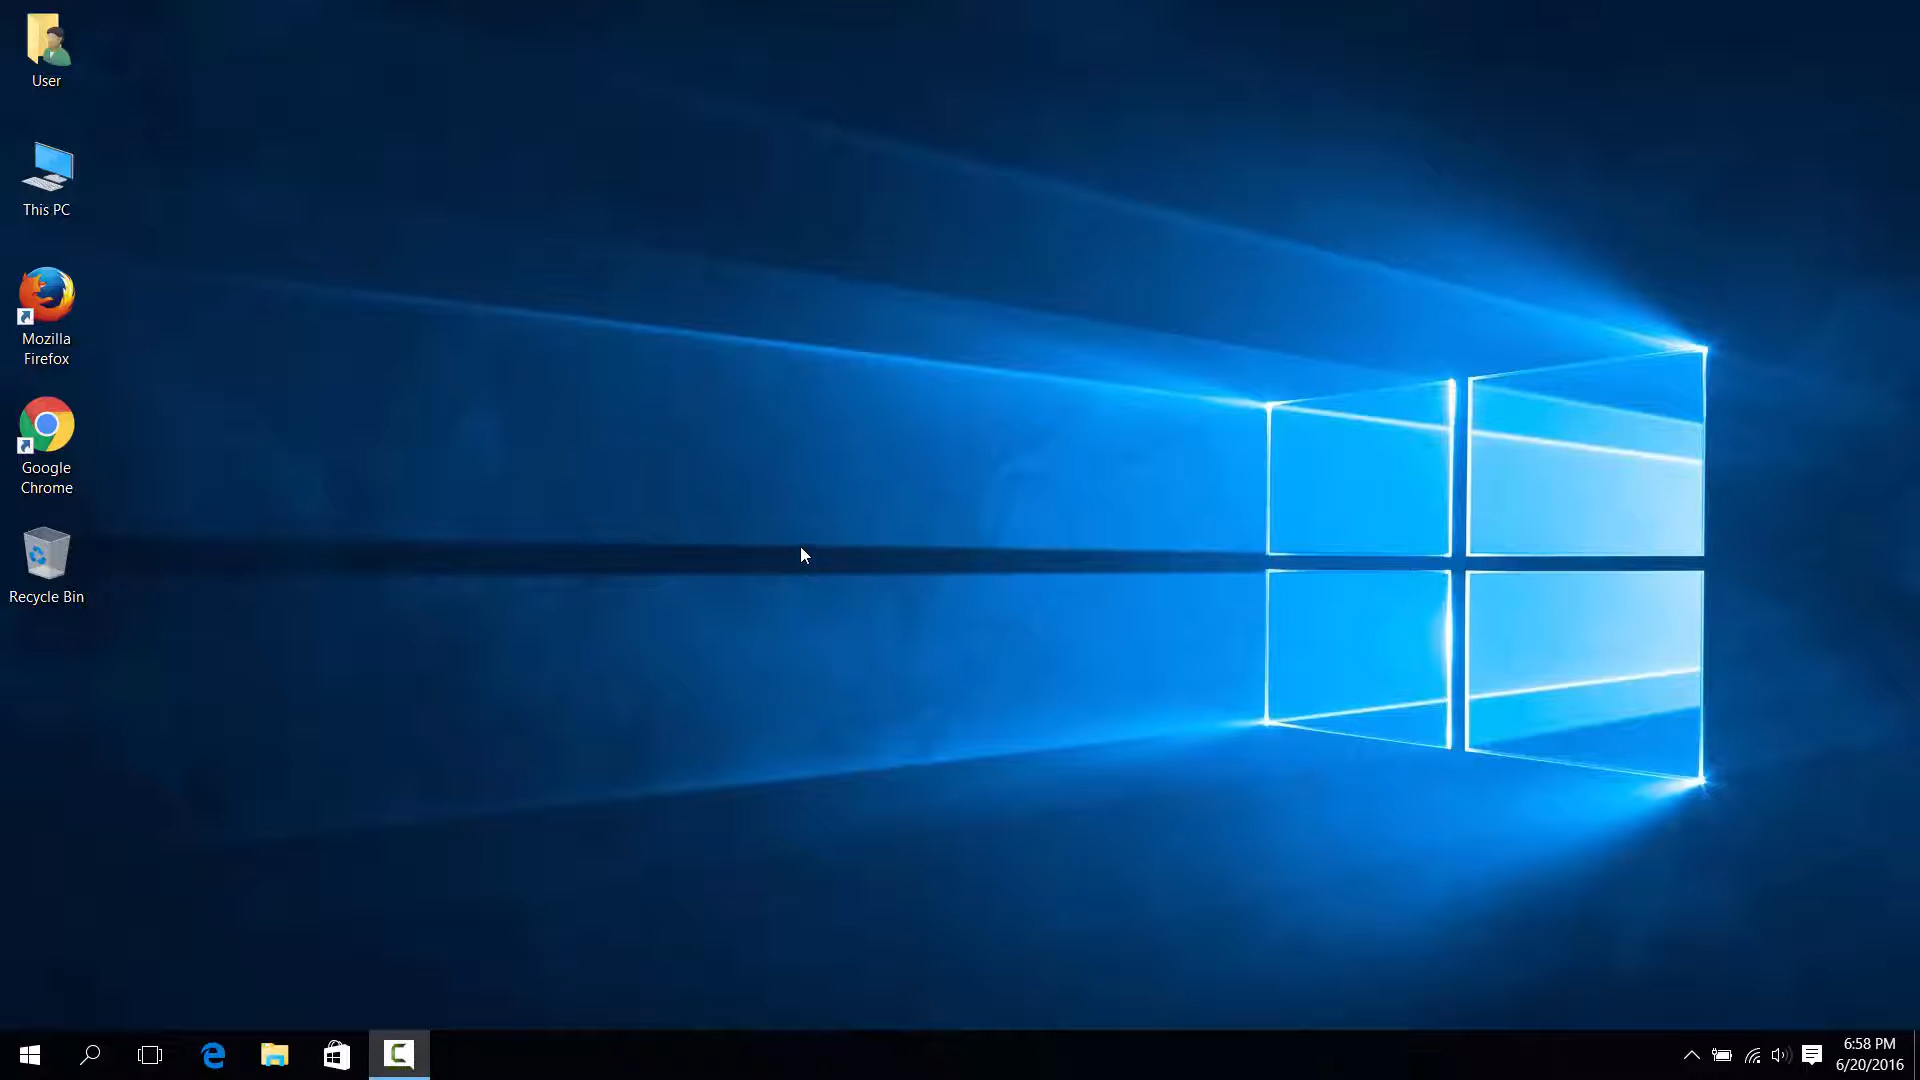 User
This PC
Mozilla
Firefox
Google
Chrome
Recycle Bin
6:58 PM
6/20/2016